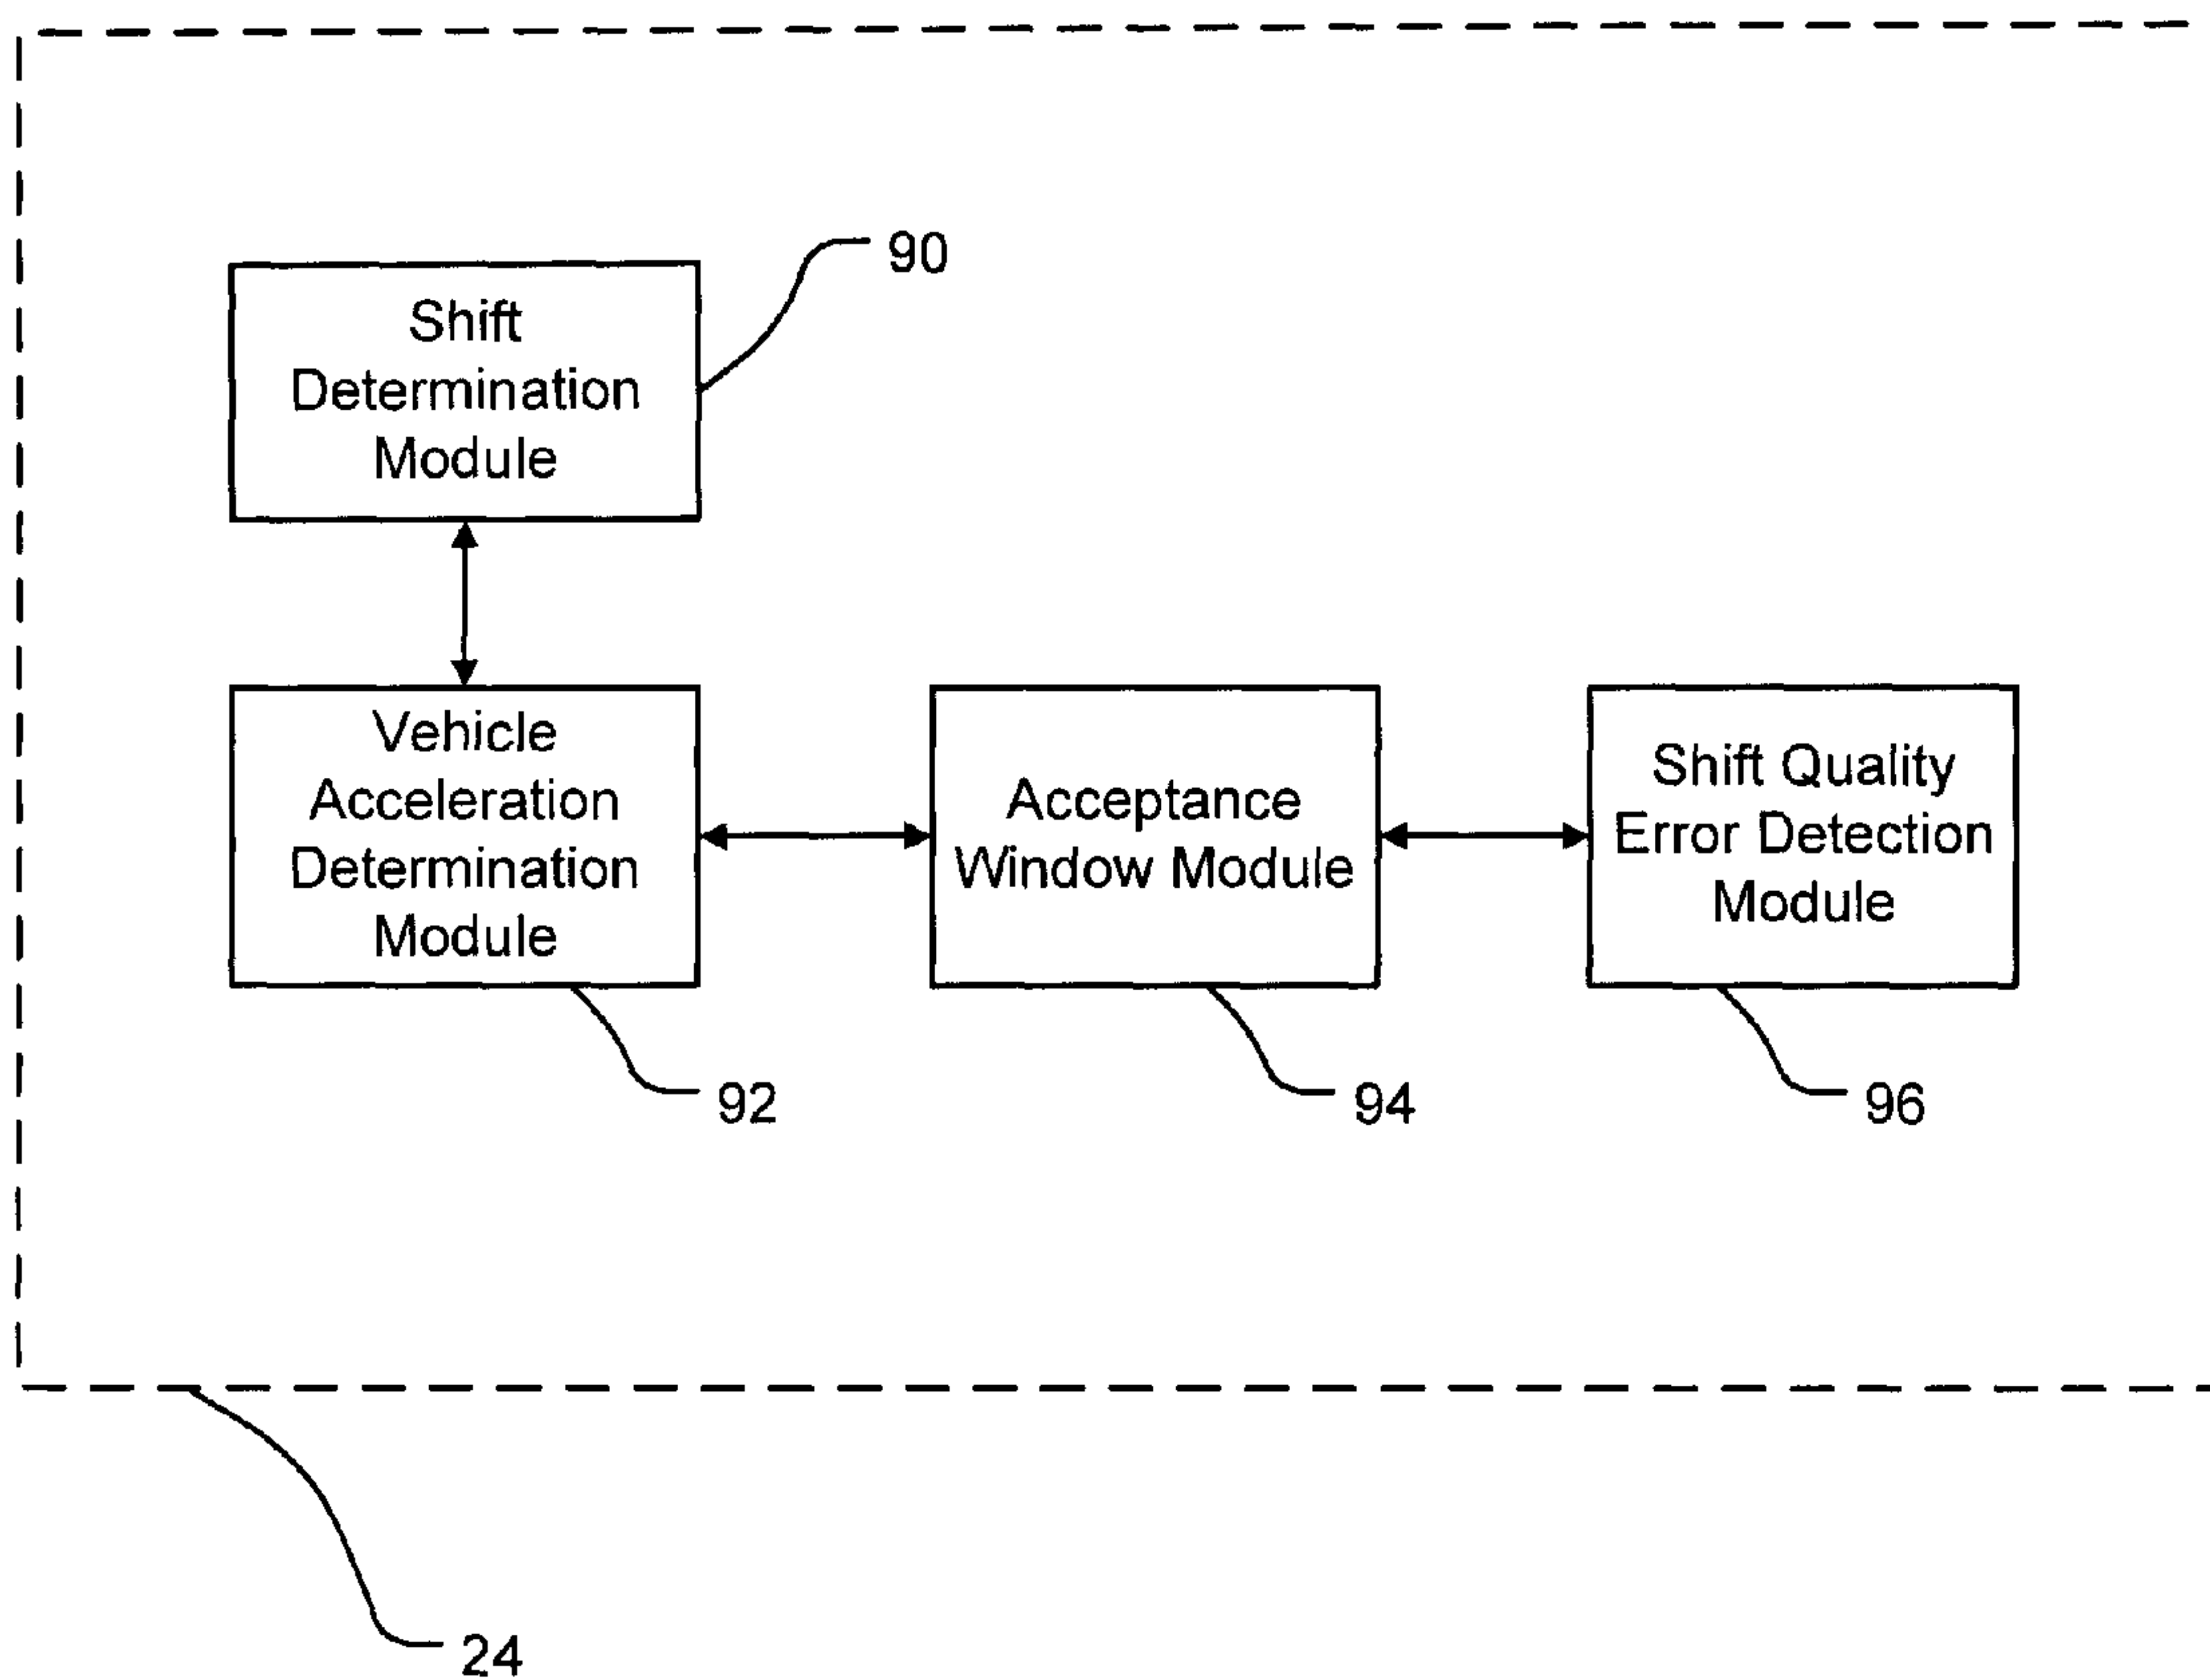 90
Shift
Determination
Module
Vehicle
Acceleration
Determination
Module
Acceptance
Window Module
Shift Quality
Error Detection
Module
92
94
96
24